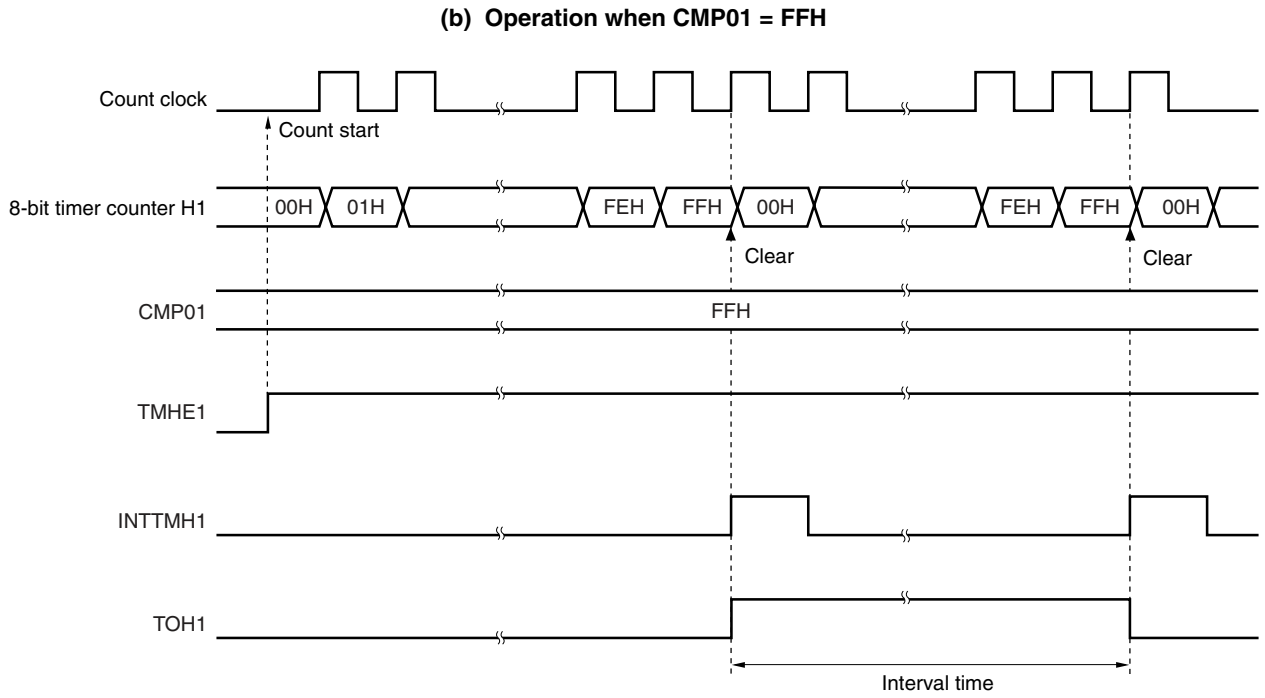 (b) Operation when CMP01 = FFH
Count clock
Count start
8-bit timer counter H1
00H 01H FEH FFH 00H FEH FFH 00H
Clear Clear
CMP01 FFH
TMHE1
INTTMH1
TOH1
Interval time